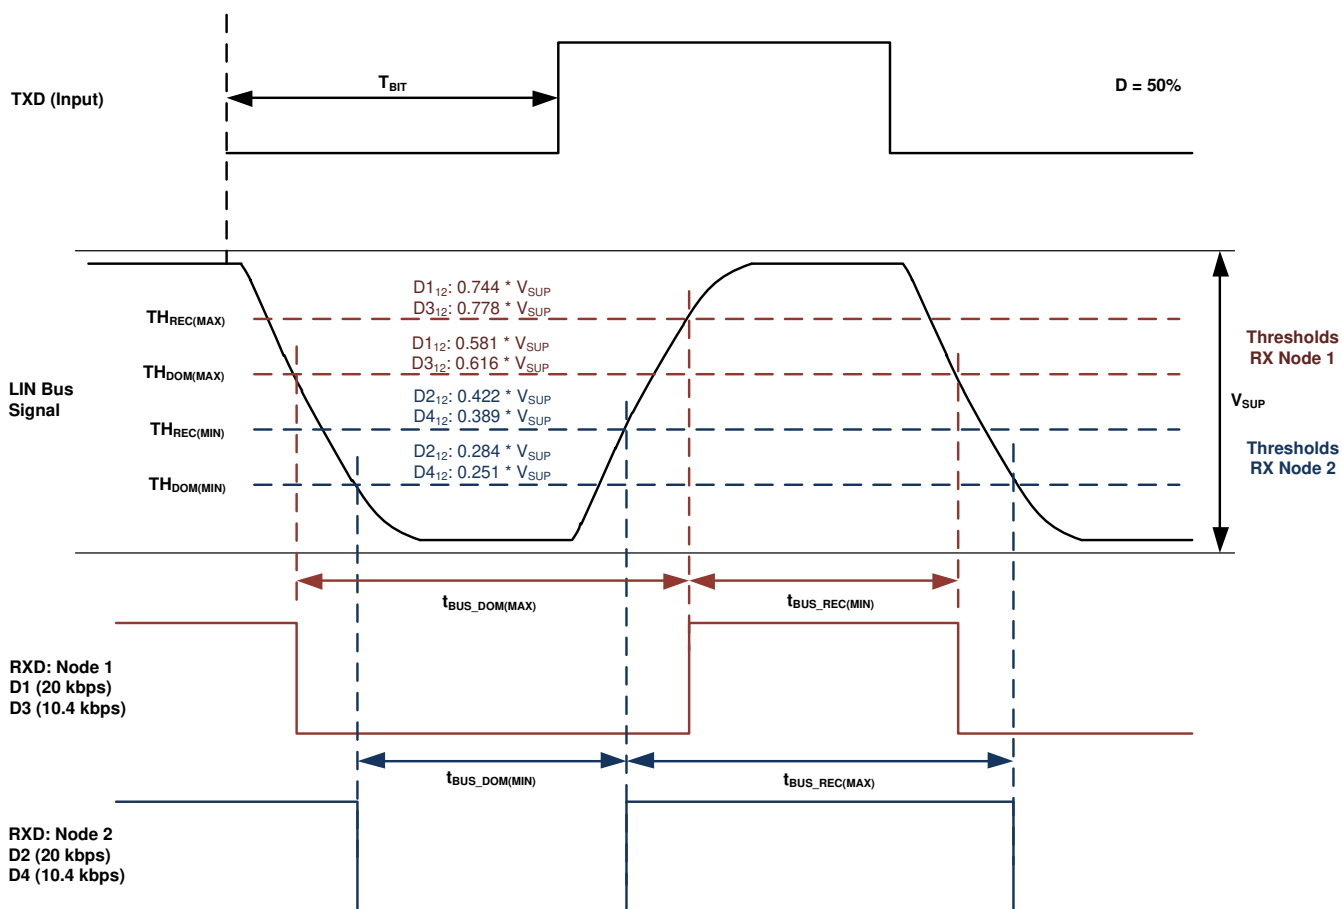 TXD (Input)
T_BIT
D = 50%
D1₁₂: 0.744 * V_SUP
D3₁₂: 0.778 * V_SUP
TH_REC(MAX)
D1₁₂: 0.581 * V_SUP
D3₁₂: 0.616 * V_SUP
TH_DOM(MAX)
Thresholds
RX Node 1
LIN Bus
Signal
D2₁₂: 0.422 * V_SUP
D4₁₂: 0.389 * V_SUP
V_SUP
TH_REC(MIN)
D2₁₂: 0.284 * V_SUP
D4₁₂: 0.251 * V_SUP
Thresholds
RX Node 2
TH_DOM(MIN)
t_BUS_DOM(MAX)
t_BUS_REC(MIN)
RXD: Node 1
D1 (20 kbps)
D3 (10.4 kbps)
t_BUS_DOM(MIN)
t_BUS_REC(MAX)
RXD: Node 2
D2 (20 kbps)
D4 (10.4 kbps)